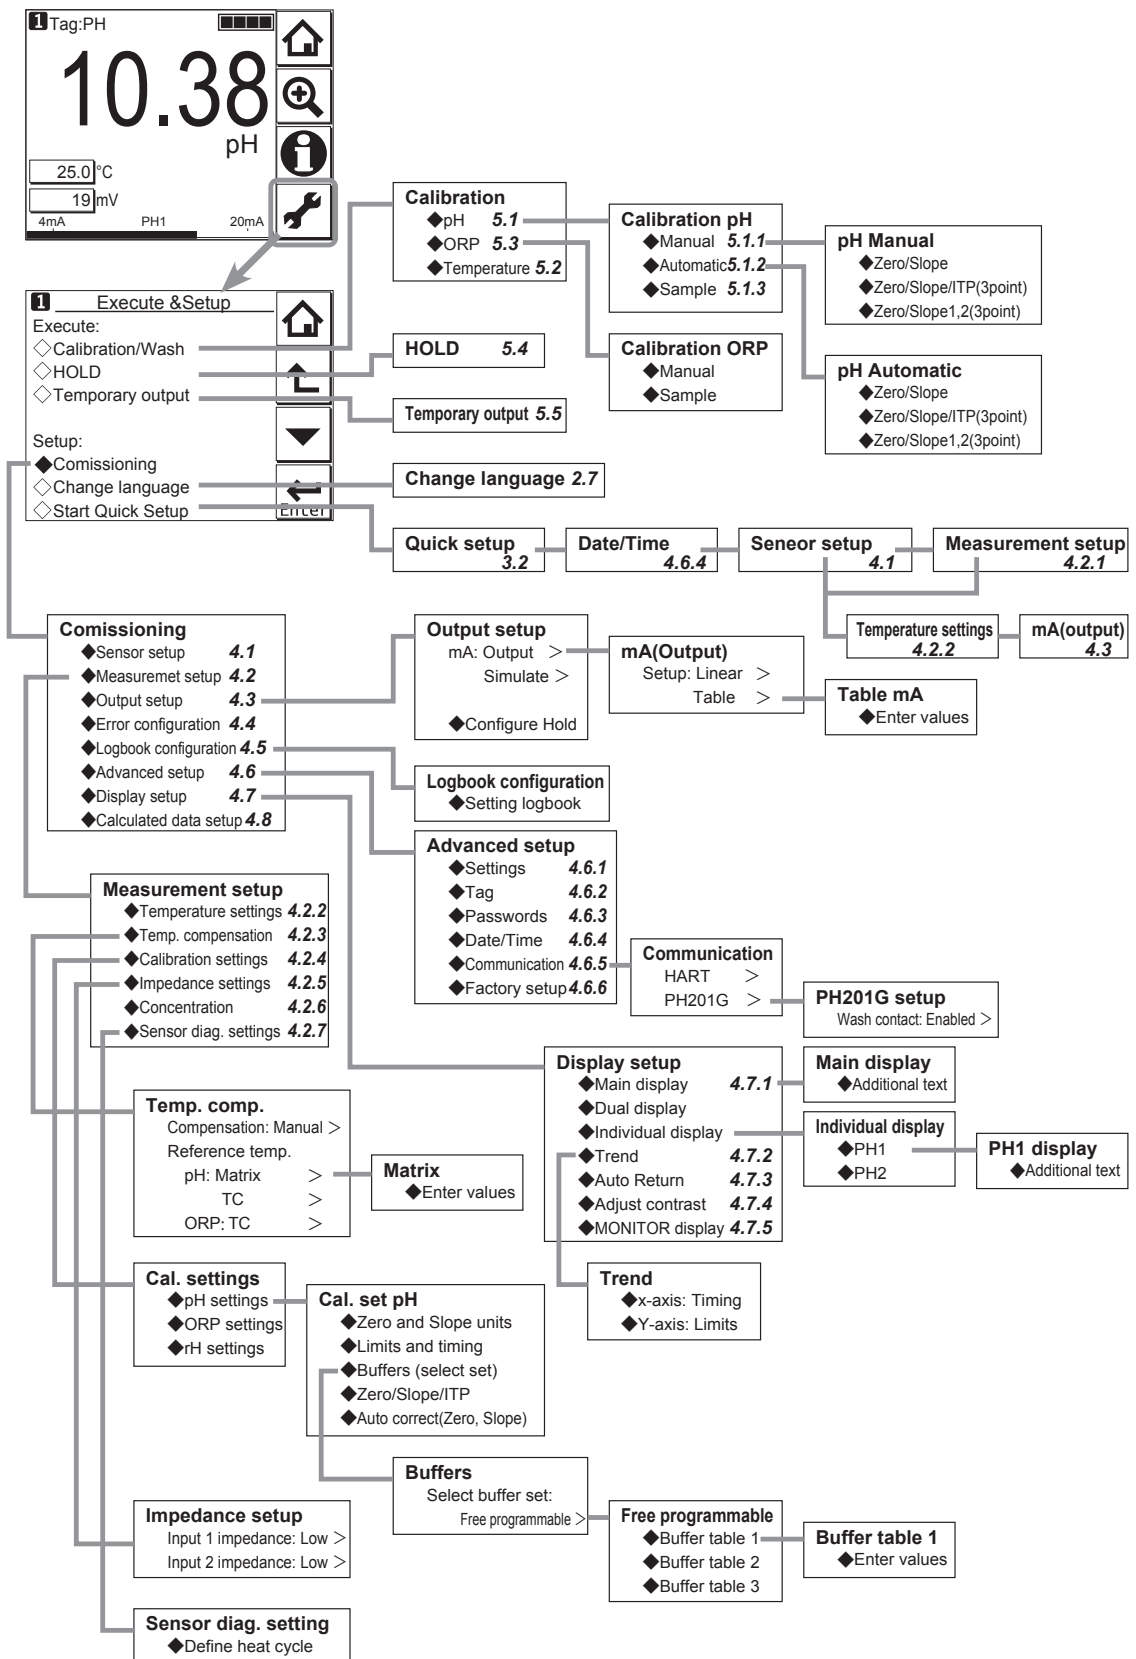 1 Tag:PH
10.38
pH
25.0 °C
19 mV
4mA PH1 20mA
1 Execute &Setup
Execute:
◇Calibration/Wash
◇HOLD
◇Temporary output
Setup:
◆Comissioning
◇Change language
◇Start Quick Setup
Enter
Calibration
◆pH 5.1
◆ORP 5.3
◆Temperature 5.2
Calibration pH
◆Manual 5.1.1
◆Automatic5.1.2
◆Sample 5.1.3
pH Manual
◆Zero/Slope
◆Zero/Slope/ITP(3point)
◆Zero/Slope1,2(3point)
HOLD 5.4
Calibration ORP
◆Manual
◆Sample
pH Automatic
◆Zero/Slope
◆Zero/Slope/ITP(3point)
◆Zero/Slope1,2(3point)
Temporary output 5.5
Change language 2.7
Quick setup
3.2
Date/Time
4.6.4
Seneor setup
4.1
Measurement setup
4.2.1
Temperature settings
4.2.2
mA(output)
4.3
Comissioning
◆Sensor setup 4.1
◆Measuremet setup 4.2
◆Output setup 4.3
◆Error configuration 4.4
◆Logbook configuration 4.5
◆Advanced setup 4.6
◆Display setup 4.7
◆Calculated data setup 4.8
Output setup
mA: Output >
Simulate >
◆Configure Hold
mA(Output)
Setup: Linear >
Table >
Table mA
◆Enter values
Logbook configuration
◆Setting logbook
Advanced setup
◆Settings 4.6.1
◆Tag 4.6.2
◆Passwords 4.6.3
◆Date/Time 4.6.4
◆Communication 4.6.5
◆Factory setup4.6.6
Communication
HART >
PH201G >
PH201G setup
Wash contact: Enabled >
Measurement setup
◆Temperature settings 4.2.2
◆Temp. compensation 4.2.3
◆Calibration settings 4.2.4
◆Impedance settings 4.2.5
◆Concentration 4.2.6
◆Sensor diag. settings 4.2.7
Display setup
◆Main display 4.7.1
◆Dual display
◆Individual display
◆Trend 4.7.2
◆Auto Return 4.7.3
◆Adjust contrast 4.7.4
◆MONITOR display 4.7.5
Main display
◆Additional text
Individual display
◆PH1
◆PH2
PH1 display
◆Additional text
Temp. comp.
Compensation: Manual >
Reference temp.
pH: Matrix >
TC >
ORP: TC >
Matrix
◆Enter values
Trend
◆x-axis: Timing
◆Y-axis: Limits
Cal. settings
◆pH settings
◆ORP settings
◆rH settings
Cal. set pH
◆Zero and Slope units
◆Limits and timing
◆Buffers (select set)
◆Zero/Slope/ITP
◆Auto correct(Zero, Slope)
Buffers
Select buffer set:
Free programmable >
Free programmable
◆Buffer table 1
◆Buffer table 2
◆Buffer table 3
Buffer table 1
◆Enter values
Impedance setup
Input 1 impedance: Low >
Input 2 impedance: Low >
Sensor diag. setting
◆Define heat cycle